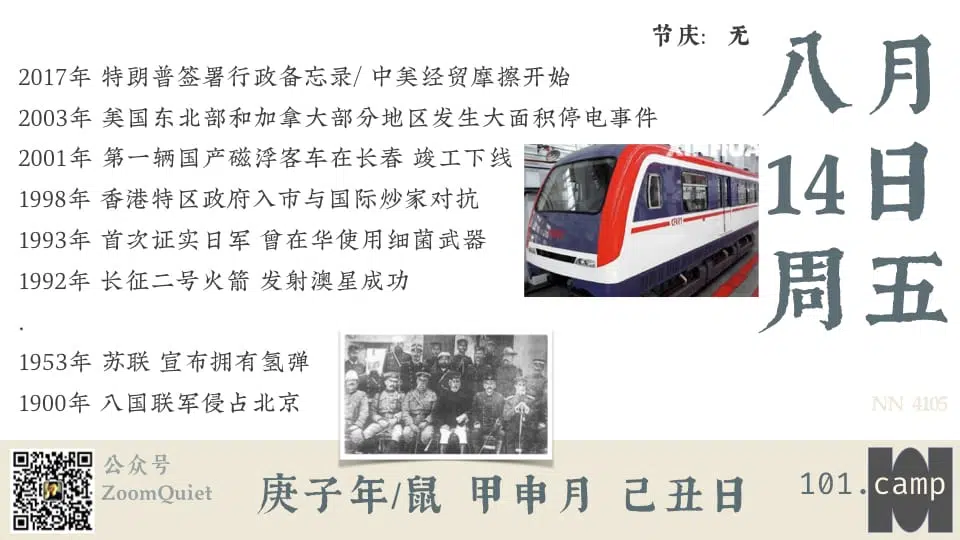 节庆: 无
八月
14日
周五
2017年 特朗普签署行政备忘录/ 中美经贸摩擦开始
2003年 美国东北部和加拿大部分地区发生大面积停电事件
2001年 第一辆国产磁浮客车在长春 竣工下线
1998年 香港特区政府入市与国际炒家对抗
1993年 首次证实日军 曾在华使用细菌武器
1992年 长征二号火箭 发射澳星成功
.
1953年 苏联 宣布拥有氢弹
1900年 八国联军侵占北京
NN 4105
公众号
ZoomQuiet
庚子年/鼠 甲申月 己丑日
101.camp